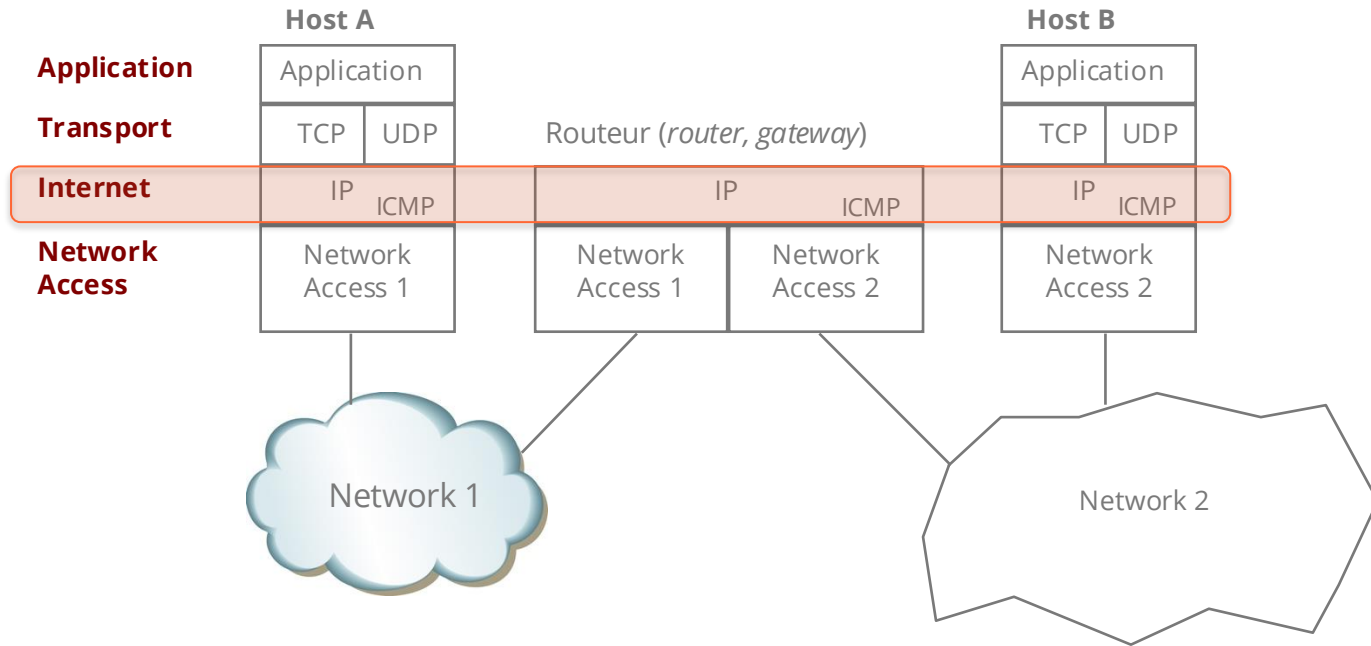 Host A
Host B
Application
Application
Application
Transport
TCP
UDP
Routeur (router, gateway)
TCP
UDP
Internet
IP
ICMP
IP
ICMP
IP
ICMP
Network
Access
Network
Access 1
Network
Access 1
Network
Access 2
Network
Access 2
Network 1
Network 2